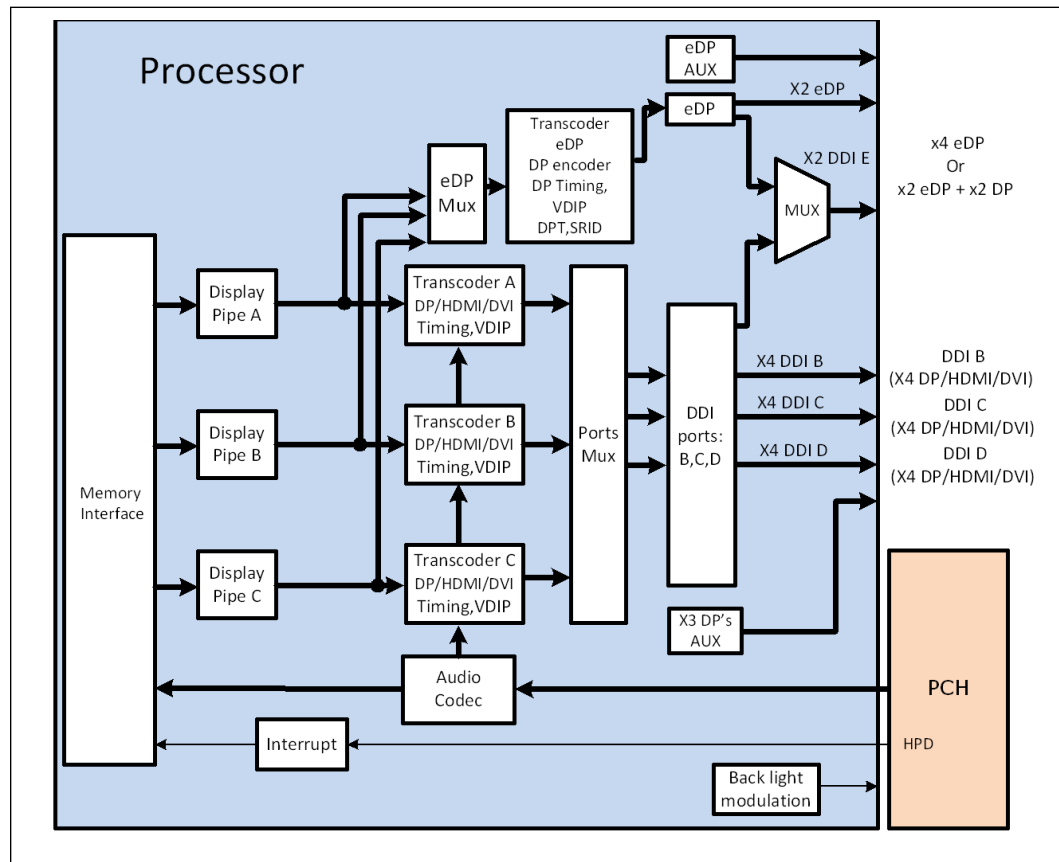 Processor
eDP
AUX
X2 eDP
eDP
Transcoder
eDP
DP encoder
DP Timing,
VDIP
DPT,SRID
eDP
Mux
X2 DDI E
MUX
x4 eDP
Or
x2 eDP + x2 DP
Memory
Interface
Display
Pipe A
Transcoder A
DP/HDMI/DVI
Timing,VDIP
Display
Pipe B
Transcoder B
DP/HDMI/DVI
Timing,VDIP
Display
Pipe C
Transcoder C
DP/HDMI/DVI
Timing,VDIP
Ports
Mux
DDI
ports:
B,C,D
X4 DDI B
X4 DDI C
X4 DDI D
DDI B
(X4 DP/HDMI/DVI)
DDI C
(X4 DP/HDMI/DVI)
DDI D
(X4 DP/HDMI/DVI)
X3 DP’s
AUX
Audio
Codec
PCH
Interrupt
HPD
Back light
modulation